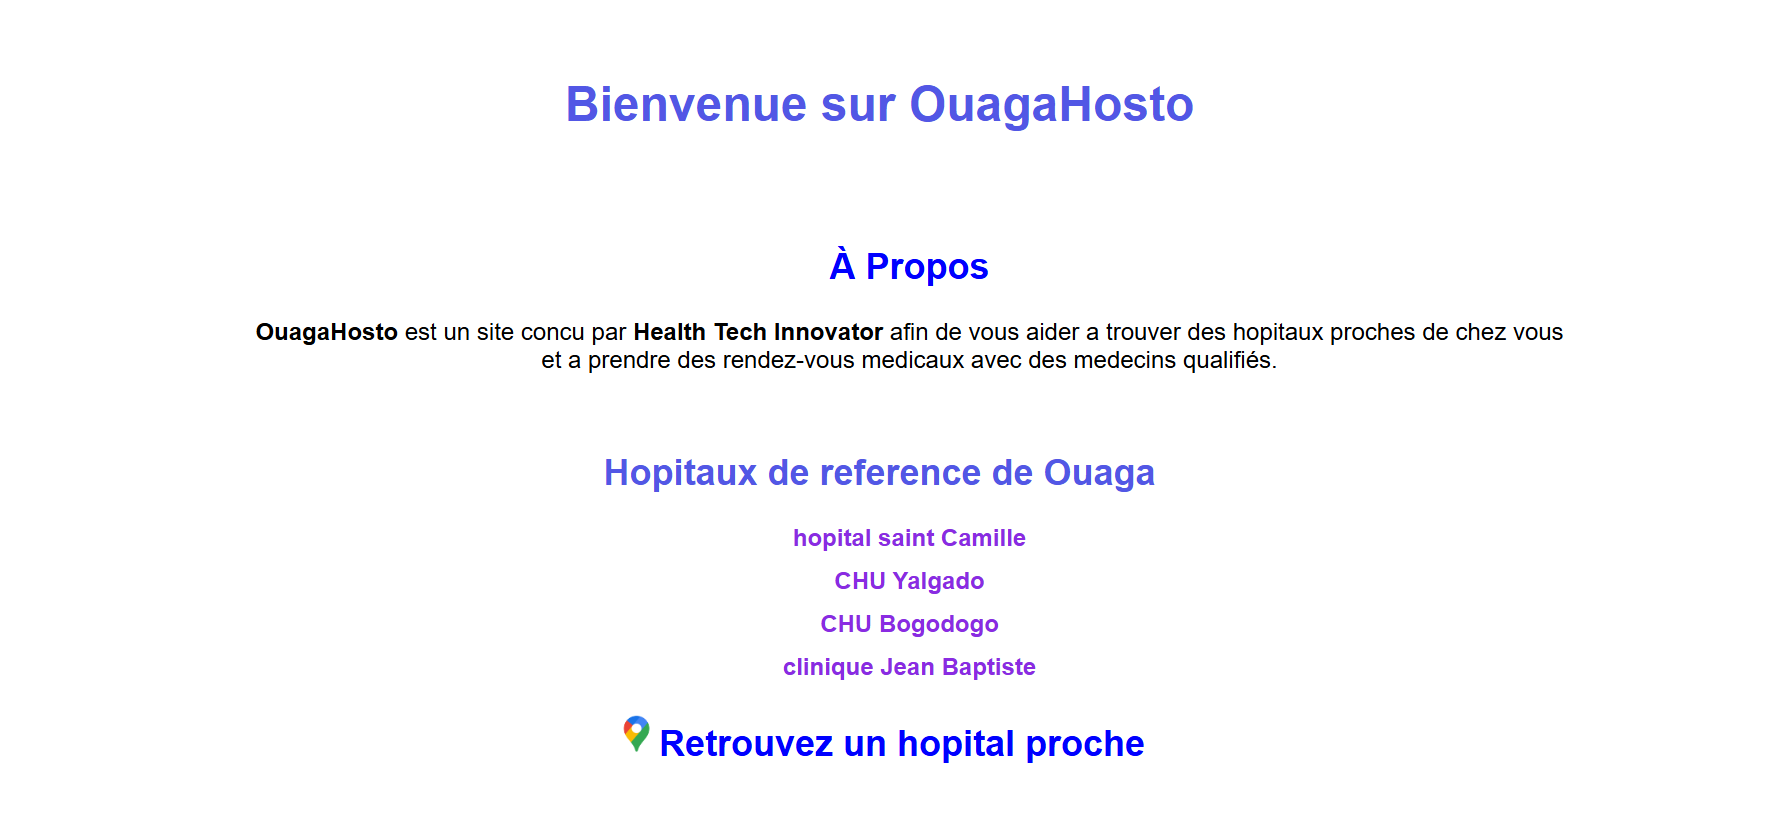 Bienvenue sur OuagaHosto
À Propos
OuagaHosto est un site concu par Health Tech Innovator afin de vous aider a trouver des hopitaux proches de chez vous
et a prendre des rendez-vous medicaux avec des medecins qualifiés.
Hopitaux de reference de Ouaga
hopital saint Camille
CHU Yalgado
CHU Bogodogo
clinique Jean Baptiste
Retrouvez un hopital proche